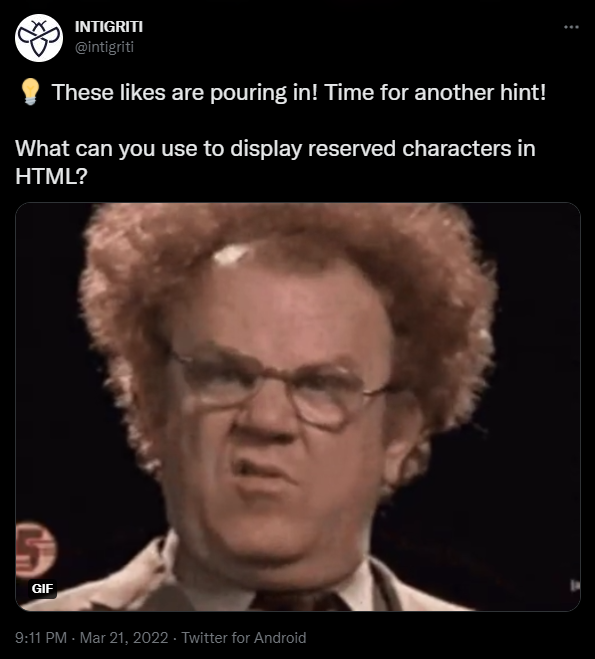 INTIGRITI
@intigriti
💡 These likes are pouring in! Time for another hint!
What can you use to display reserved characters in
HTML?
5
GIF
9:11 PM · Mar 21, 2022 · Twitter for Android